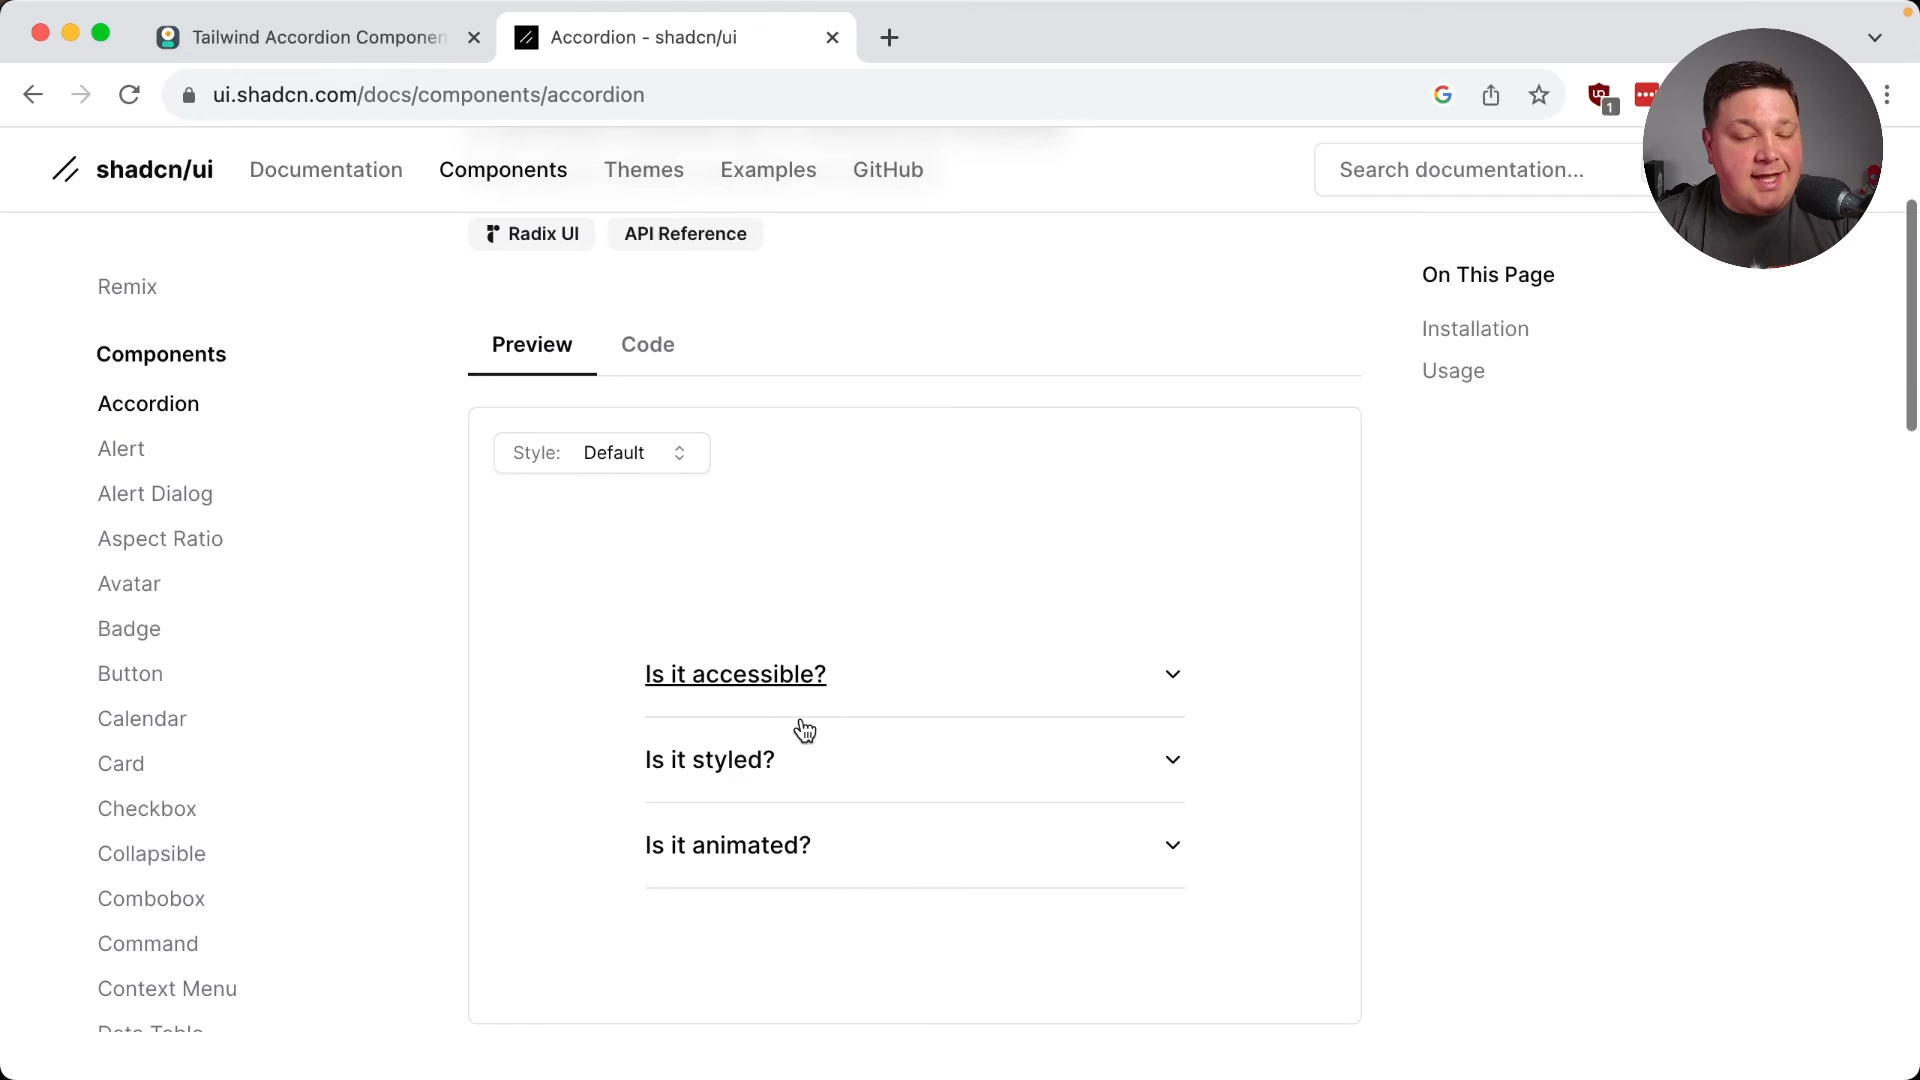 Tailwind Accordion Componen
Accordion - shadcn/ui
ui.shadcn.com/docs/components/accordion
1
shadcn/ui
Documentation
Components
Themes
Examples
GitHub
Search documentation...
Radix UI
API Reference
Remix
Components
Accordion
Alert
Alert Dialog
Aspect Ratio
Avatar
Badge
Button
Calendar
Card
Checkbox
Collapsible
Combobox
Command
Context Menu
Data Table
Preview
Code
Style: Default
Is it accessible?
Is it styled?
Is it animated?
On This Page
Installation
Usage